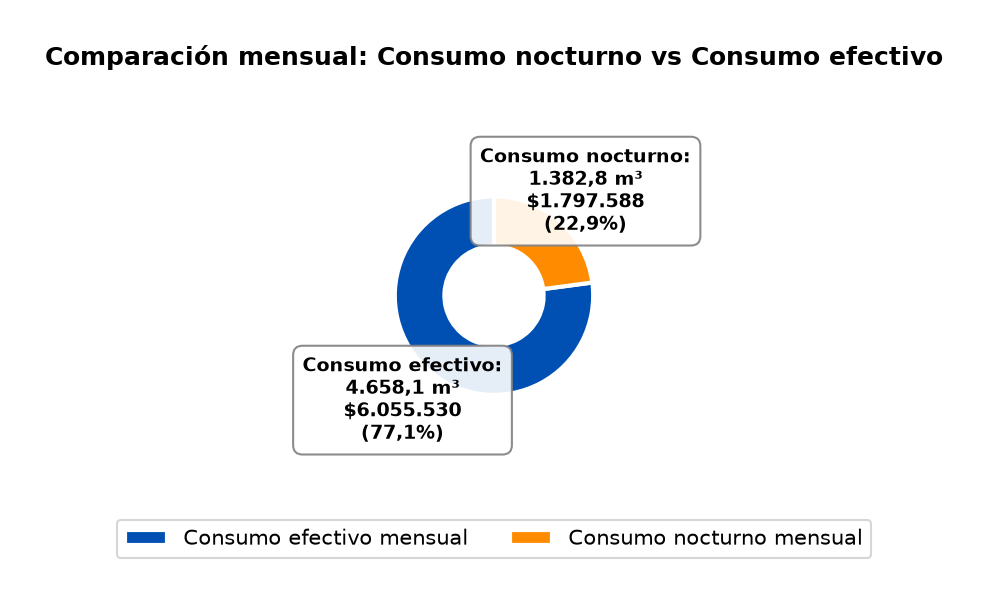 Comparación mensual: Consumo nocturno vs Consumo efectivo
Consumo nocturno:
1.382,8 m³
$1.797.588
(22,9%)
Consumo efectivo:
4.658,1 m³
$6.055.530
(77,1%)
Consumo efectivo mensual
Consumo nocturno mensual